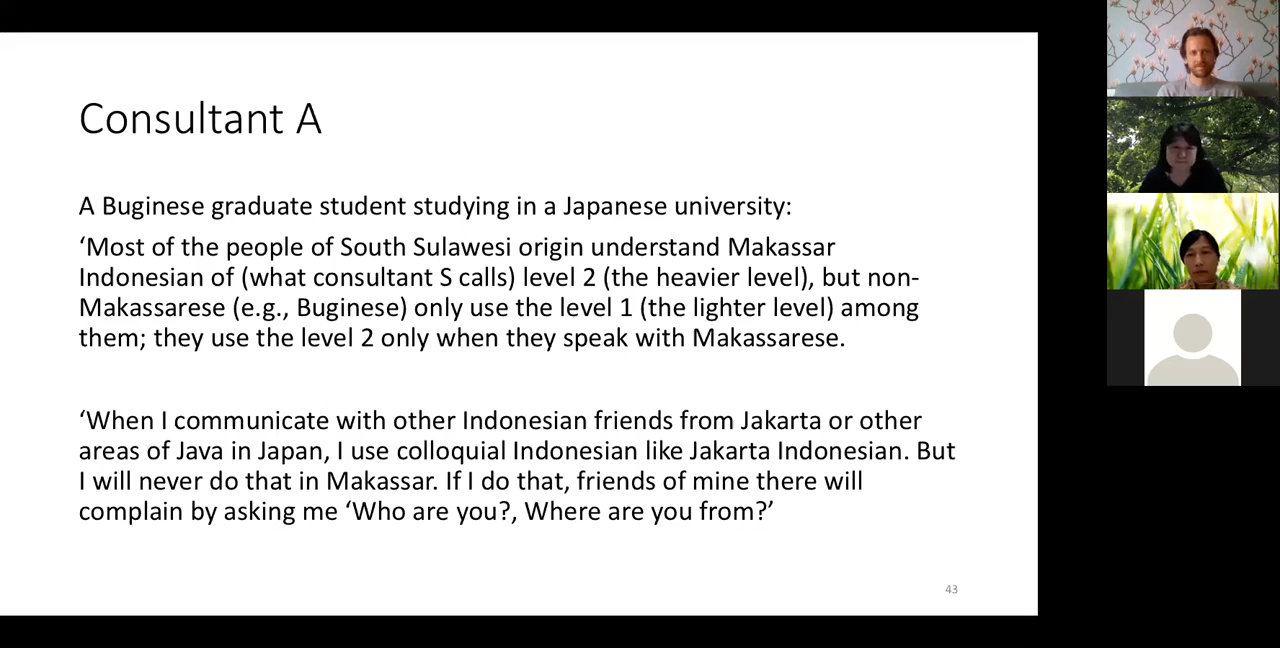 Consultant A
A Buginese graduate student studying in a Japanese university:
‘Most of the people of South Sulawesi origin understand Makassar
Indonesian of (what consultant S calls) level 2 (the heavier level), but non-
Makassarese (e.g., Buginese) only use the level 1 (the lighter level) among
them; they use the level 2 only when they speak with Makassarese.
‘When I communicate with other Indonesian friends from Jakarta or other
areas of Java in Japan, I use colloquial Indonesian like Jakarta Indonesian. But
I will never do that in Makassar. If I do that, friends of mine there will
complain by asking me ‘Who are you?, Where are you from?’
43